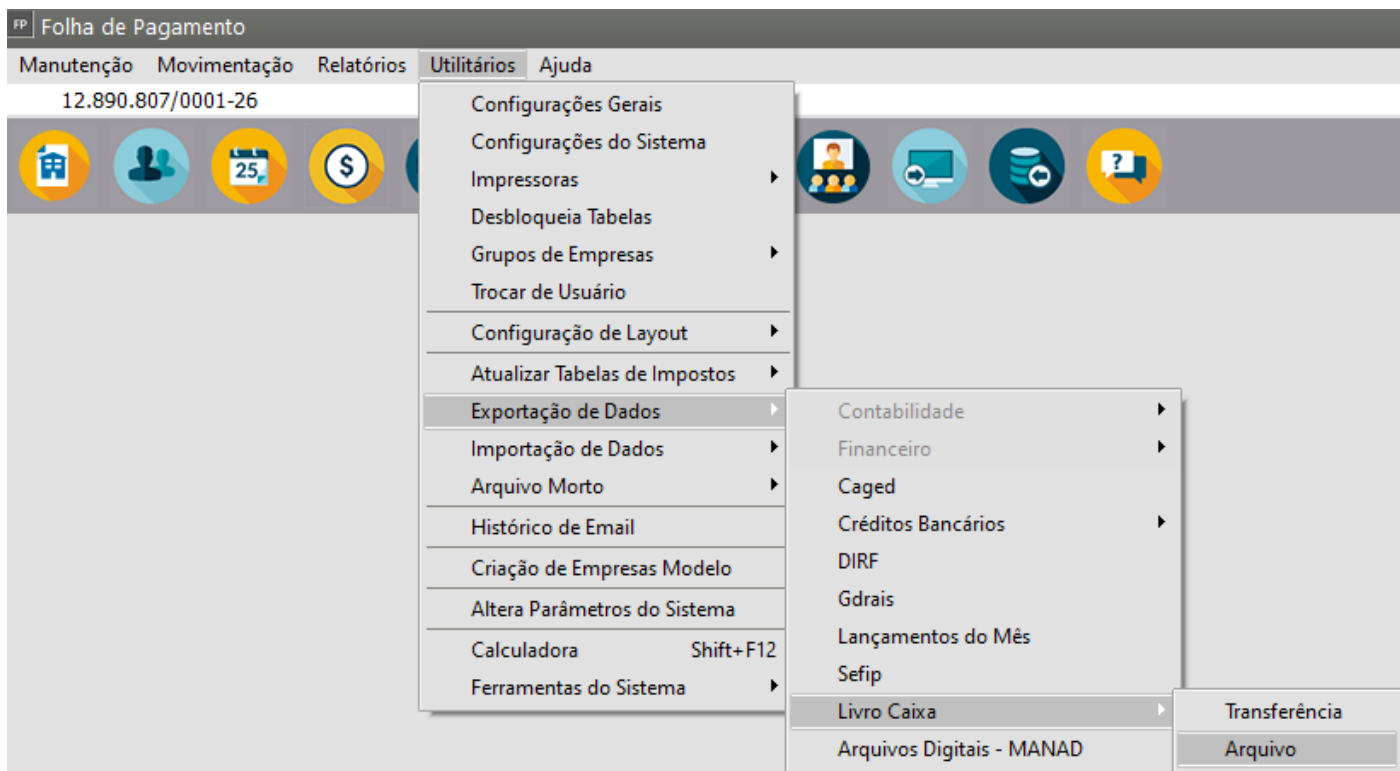 FP Folha de Pagamento
Manutenção Movimentação Relatórios Utilitários Ajuda
12.890.807/0001-26
25
$
?
Configurações Gerais
Configurações do Sistema
Impressoras
Desbloqueia Tabelas
Grupos de Empresas
Trocar de Usuário
Configuração de Layout
Atualizar Tabelas de Impostos
Exportação de Dados
Importação de Dados
Arquivo Morto
Histórico de Email
Criação de Empresas Modelo
Altera Parâmetros do Sistema
Calculadora Shift+F12
Ferramentas do Sistema
Contabilidade
Financeiro
Caged
Créditos Bancários
DIRF
Gdrais
Lançamentos do Mês
Sefip
Livro Caixa
Arquivos Digitais - MANAD
Transferência
Arquivo